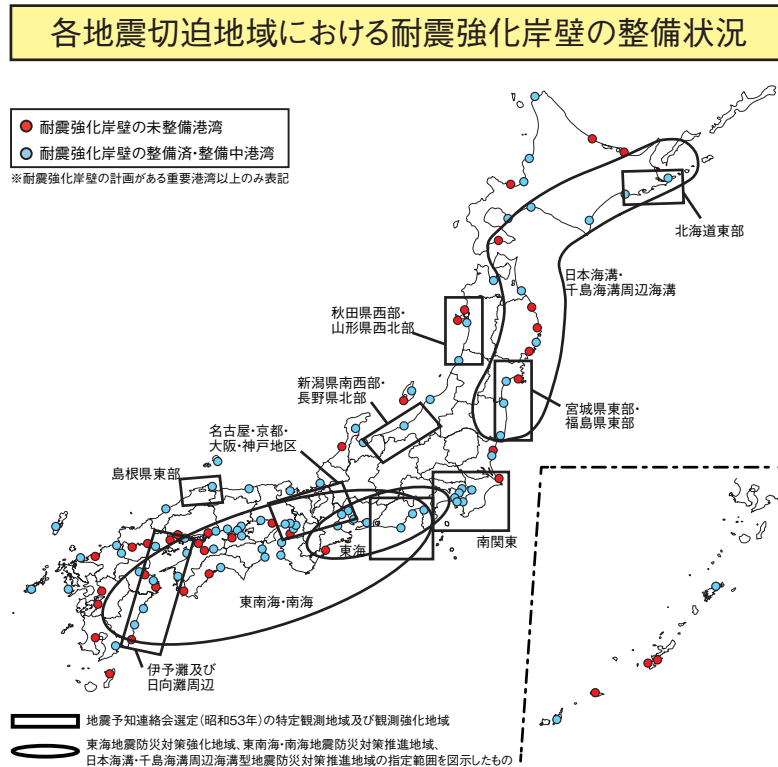 各地震切迫地域における耐震強化岸壁の整備状況
耐震強化岸壁の未整備港湾
耐震強化岸壁の整備済・整備中港湾
※耐震強化岸壁の計画がある重要港湾以上のみ表記
北海道東部
日本海溝・
千島海溝周辺海溝
秋田県西部・
山形県西北部
新潟県南西部・
長野県北部
宮城県東部・
福島県東部
名古屋・京都・
大阪・神戸地区
島根県東部
南関東
東海
東南海・南海
伊予灘及び
日向灘周辺
地震予知連絡会選定(昭和53年)の特定観測地域及び観測強化地域
東海地震防災対策強化地域、東南海・南海地震防災対策推進地域、
日本海溝・千島海溝周辺海溝型地震防災対策推進地域の指定範囲を図示したもの